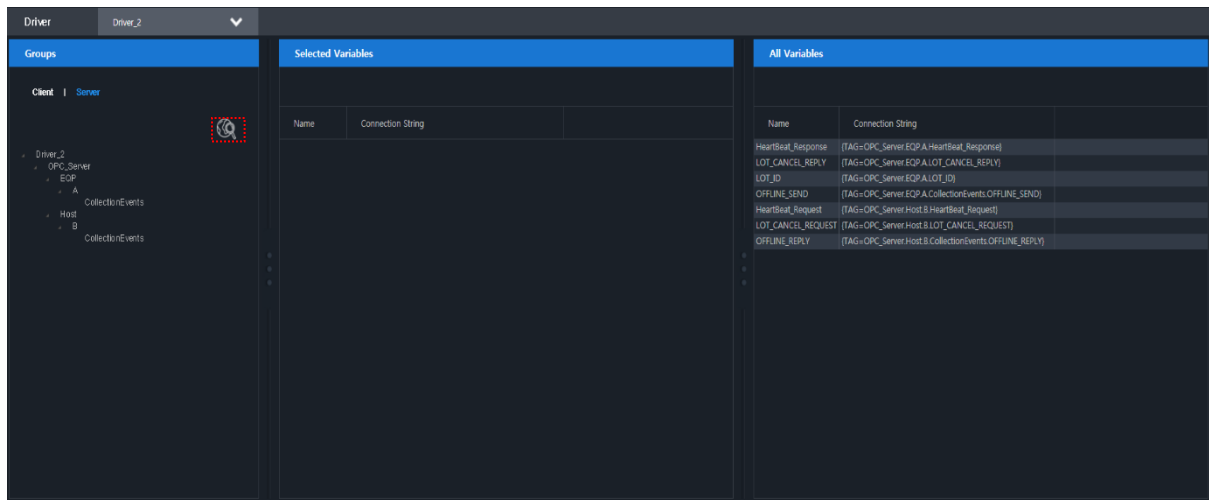 Driver Driver_2
Groups
Client | Server
Driver_2
OPC_Server
EQP
A
CollectionEvents
Host
B
CollectionEvents
Selected Variables
Name Connection String
All Variables
Name Connection String
HeartBeat_Response {TAG=OPC_Server.EQP.A.HeartBeat_Response}
LOT_CANCEL_REPLY {TAG=OPC_Server.EQP.A.LOT_CANCEL_REPLY}
LOT_ID {TAG=OPC_Server.EQP.A.LOT_ID}
OFFLINE_SEND {TAG=OPC_Server.EQP.A.CollectionEvents.OFFLINE_SEND}
HeartBeat_Request {TAG=OPC_Server.Host.B.HeartBeat_Request}
LOT_CANCEL_REQUEST {TAG=OPC_Server.Host.B.LOT_CANCEL_REQUEST}
OFFLINE_REPLY {TAG=OPC_Server.Host.B.CollectionEvents.OFFLINE_REPLY}